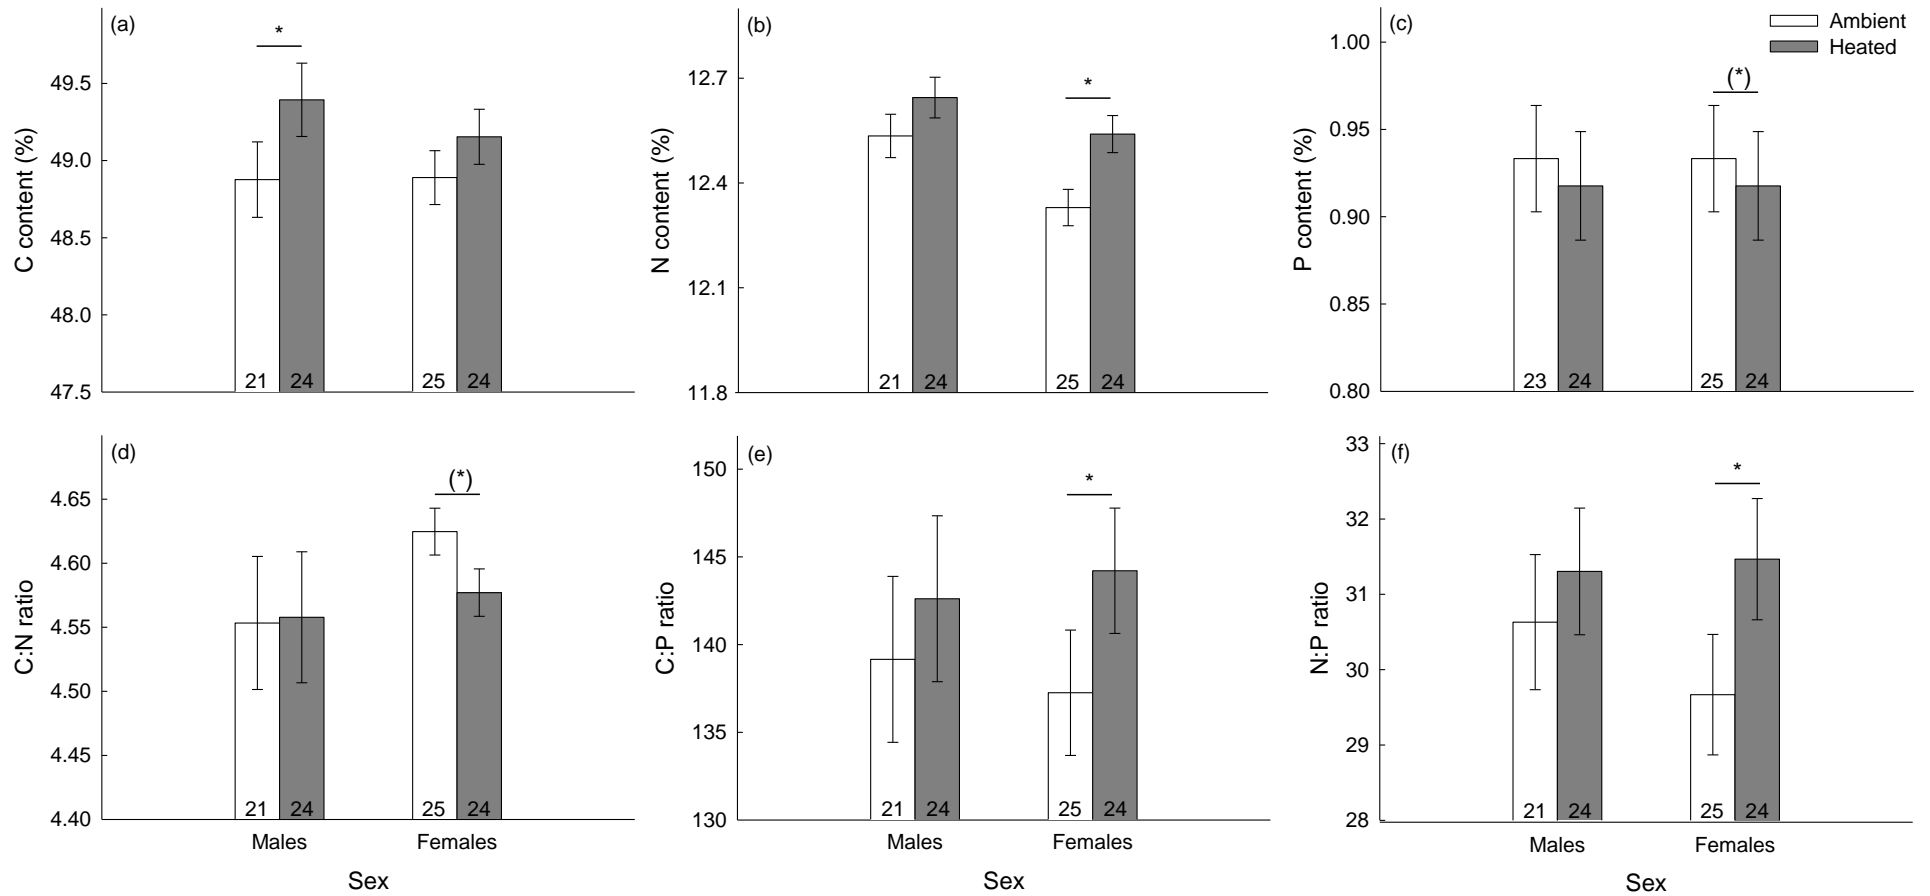 (a)
*
C content (%)
49.5
49.0
48.5
48.0
47.5
21 24 25 24
(b)
*
N content (%)
12.7
12.4
12.1
11.8
21 24 25 24
(c)
Ambient
Heated
(*)
P content (%)
1.00
0.95
0.90
0.85
0.80
23 24 25 24
(d)
(*)
C:N ratio
4.65
4.60
4.55
4.50
4.45
4.40
21 24 25 24
Males Females
Sex
(e)
*
C:P ratio
150
145
140
135
130
21 24 25 24
Males Females
Sex
(f)
*
N:P ratio
33
32
31
30
29
28
21 24 25 24
Males Females
Sex